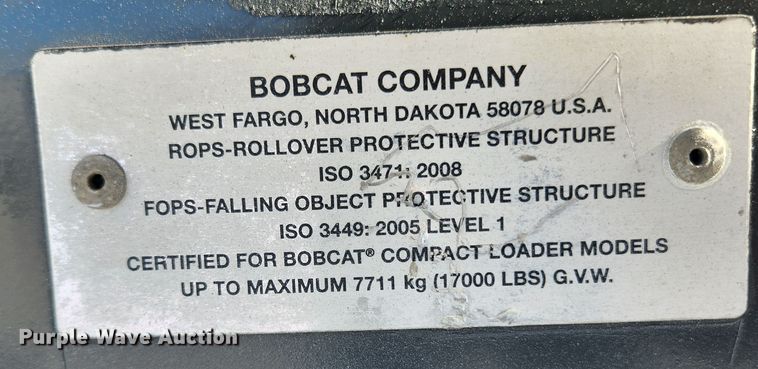 BOBCAT COMPANY
WEST FARGO, NORTH DAKOTA 58078 U.S.A.
ROPS-ROLLOVER PROTECTIVE STRUCTURE
ISO 3471: 2008
FOPS-FALLING OBJECT PROTECTIVE STRUCTURE
ISO 3449: 2005 LEVEL 1
CERTIFIED FOR BOBCAT® COMPACT LOADER MODELS
UP TO MAXIMUM 7711 kg (17000 LBS) G.V.W.
Purple Wave Auction